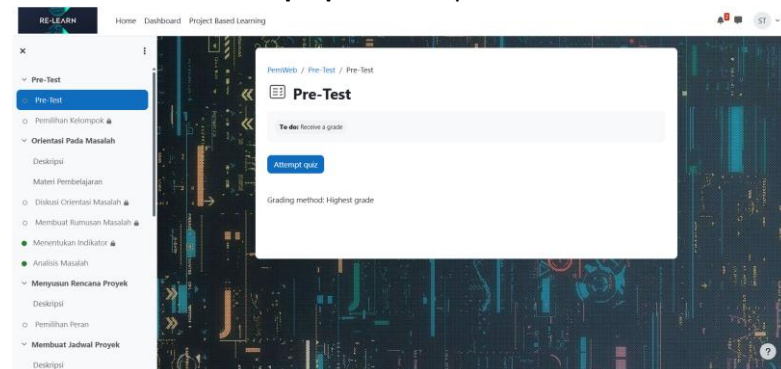 RE-LEARN
Home Dashboard Project Based Learning
2
ST
Pre-Test
Pre-Test
Pemilihan Kelompok
Orientasi Pada Masalah
Deskripsi
Materi Pembelajaran
Diskusi Orientasi Masalah
Membuat Rumusan Masalah
Menentukan Indikator
Analisis Masalah
Menyusun Rencana Proyek
Deskripsi
Pemilihan Peran
Membuat Jadwal Proyek
Deskripsi
PemWeb / Pre-Test / Pre-Test
Pre-Test
To do: Receive a grade
Attempt quiz
Grading method: Highest grade
?